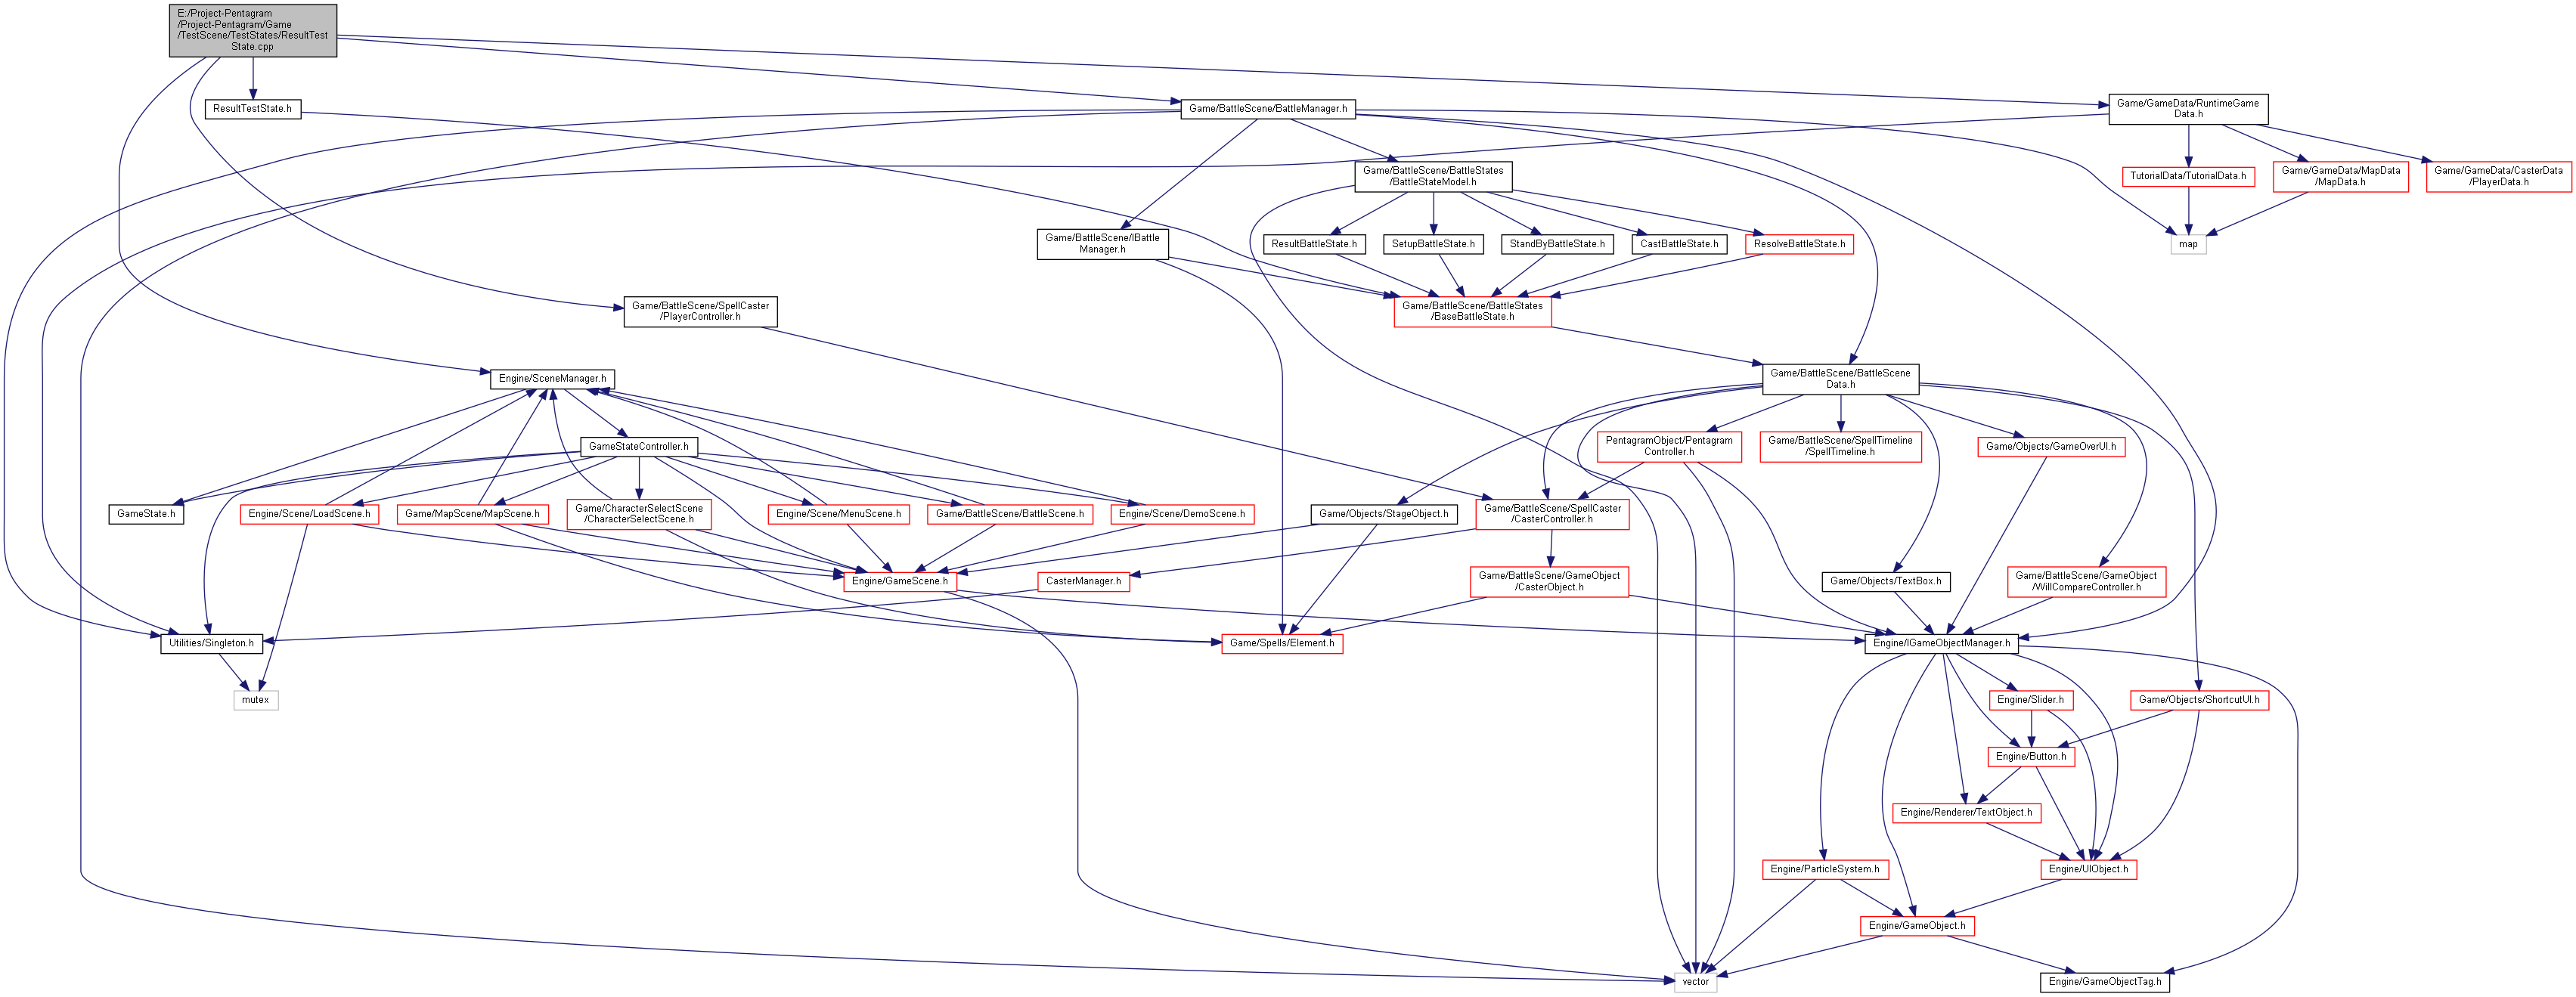 E:/Project-Pentagram
/Project-Pentagram/Game
/TestScene/TestStates/ResultTest
State.cpp
ResultTestState.h
Game/BattleScene/BattleManager.h
Game/GameData/RuntimeGame
Data.h
Game/BattleScene/BattleStates
/BattleStateModel.h
TutorialData/TutorialData.h
Game/GameData/MapData
/MapData.h
Game/GameData/CasterData
/PlayerData.h
Game/BattleScene/IBattle
Manager.h
ResultBattleState.h
SetupBattleState.h
StandByBattleState.h
CastBattleState.h
ResolveBattleState.h
map
Game/BattleScene/SpellCaster
/PlayerController.h
Game/BattleScene/BattleStates
/BaseBattleState.h
Engine/SceneManager.h
Game/BattleScene/BattleScene
Data.h
GameStateController.h
PentagramObject/Pentagram
Controller.h
Game/BattleScene/SpellTimeline
/SpellTimeline.h
Game/Objects/GameOverUI.h
GameState.h
Engine/Scene/LoadScene.h
Game/MapScene/MapScene.h
Game/CharacterSelectScene
/CharacterSelectScene.h
Engine/Scene/MenuScene.h
Game/BattleScene/BattleScene.h
Engine/Scene/DemoScene.h
Game/Objects/StageObject.h
Game/BattleScene/SpellCaster
/CasterController.h
Engine/GameScene.h
CasterManager.h
Game/BattleScene/GameObject
/CasterObject.h
Game/Objects/TextBox.h
Game/BattleScene/GameObject
/WillCompareController.h
Utilities/Singleton.h
Game/Spells/Element.h
Engine/IGameObjectManager.h
mutex
Engine/Slider.h
Game/Objects/ShortcutUI.h
Engine/Button.h
Engine/Renderer/TextObject.h
Engine/ParticleSystem.h
Engine/UIObject.h
Engine/GameObject.h
vector
Engine/GameObjectTag.h